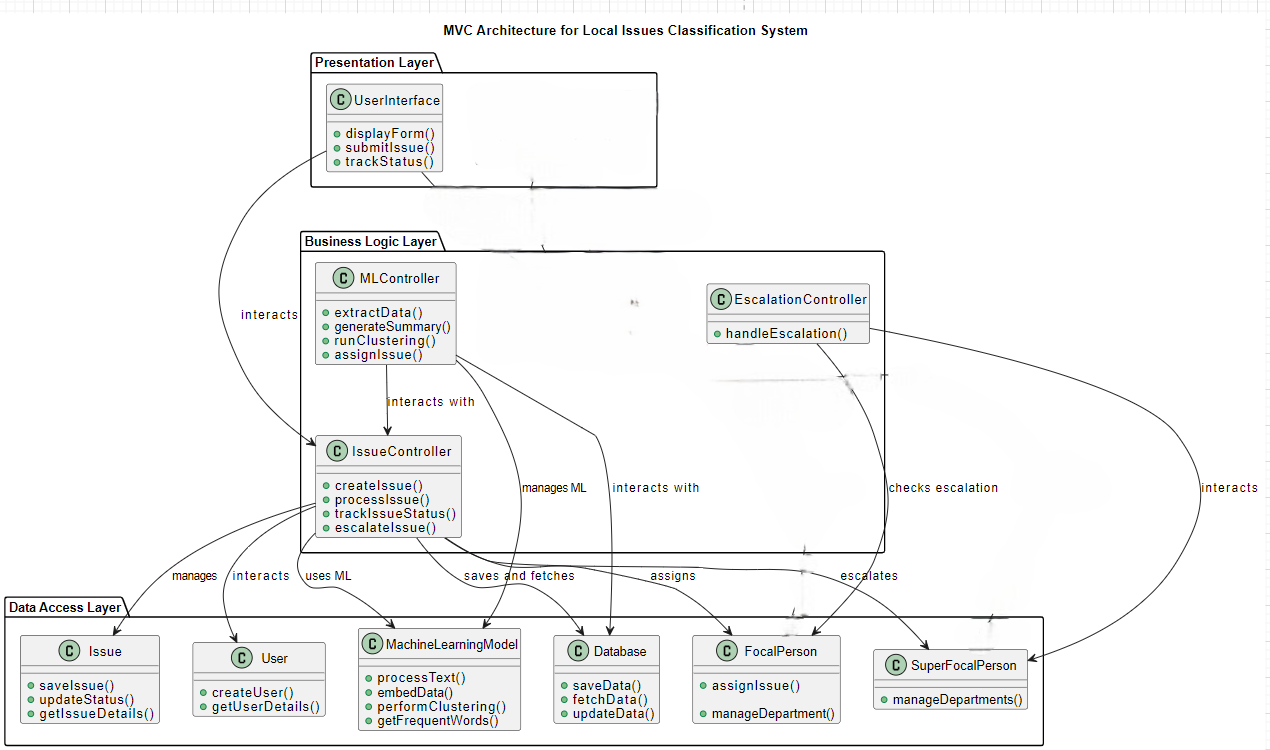 MVC Architecture for Local Issues Classification System
Presentation Layer
C UserInterface
displayForm()
submitIssue()
trackStatus()
interacts
Business Logic Layer
C MLController
extractData()
generateSummary()
runClustering()
assignIssue()
C EscalationController
handleEscalation()
interacts with
C IssueController
createIssue()
processIssue()
trackIssueStatus()
escalateIssue()
manages ML
interacts with
checks escalation
interacts
manages
interacts
uses ML
saves and fetches
assigns
escalates
Data Access Layer
C Issue
saveIssue()
updateStatus()
getIssueDetails()
C User
createUser()
getUserDetails()
C MachineLearningModel
processText()
embedData()
performClustering()
getFrequentWords()
C Database
saveData()
fetchData()
updateData()
C FocalPerson
assignIssue()
manageDepartment()
C SuperFocalPerson
manageDepartments()